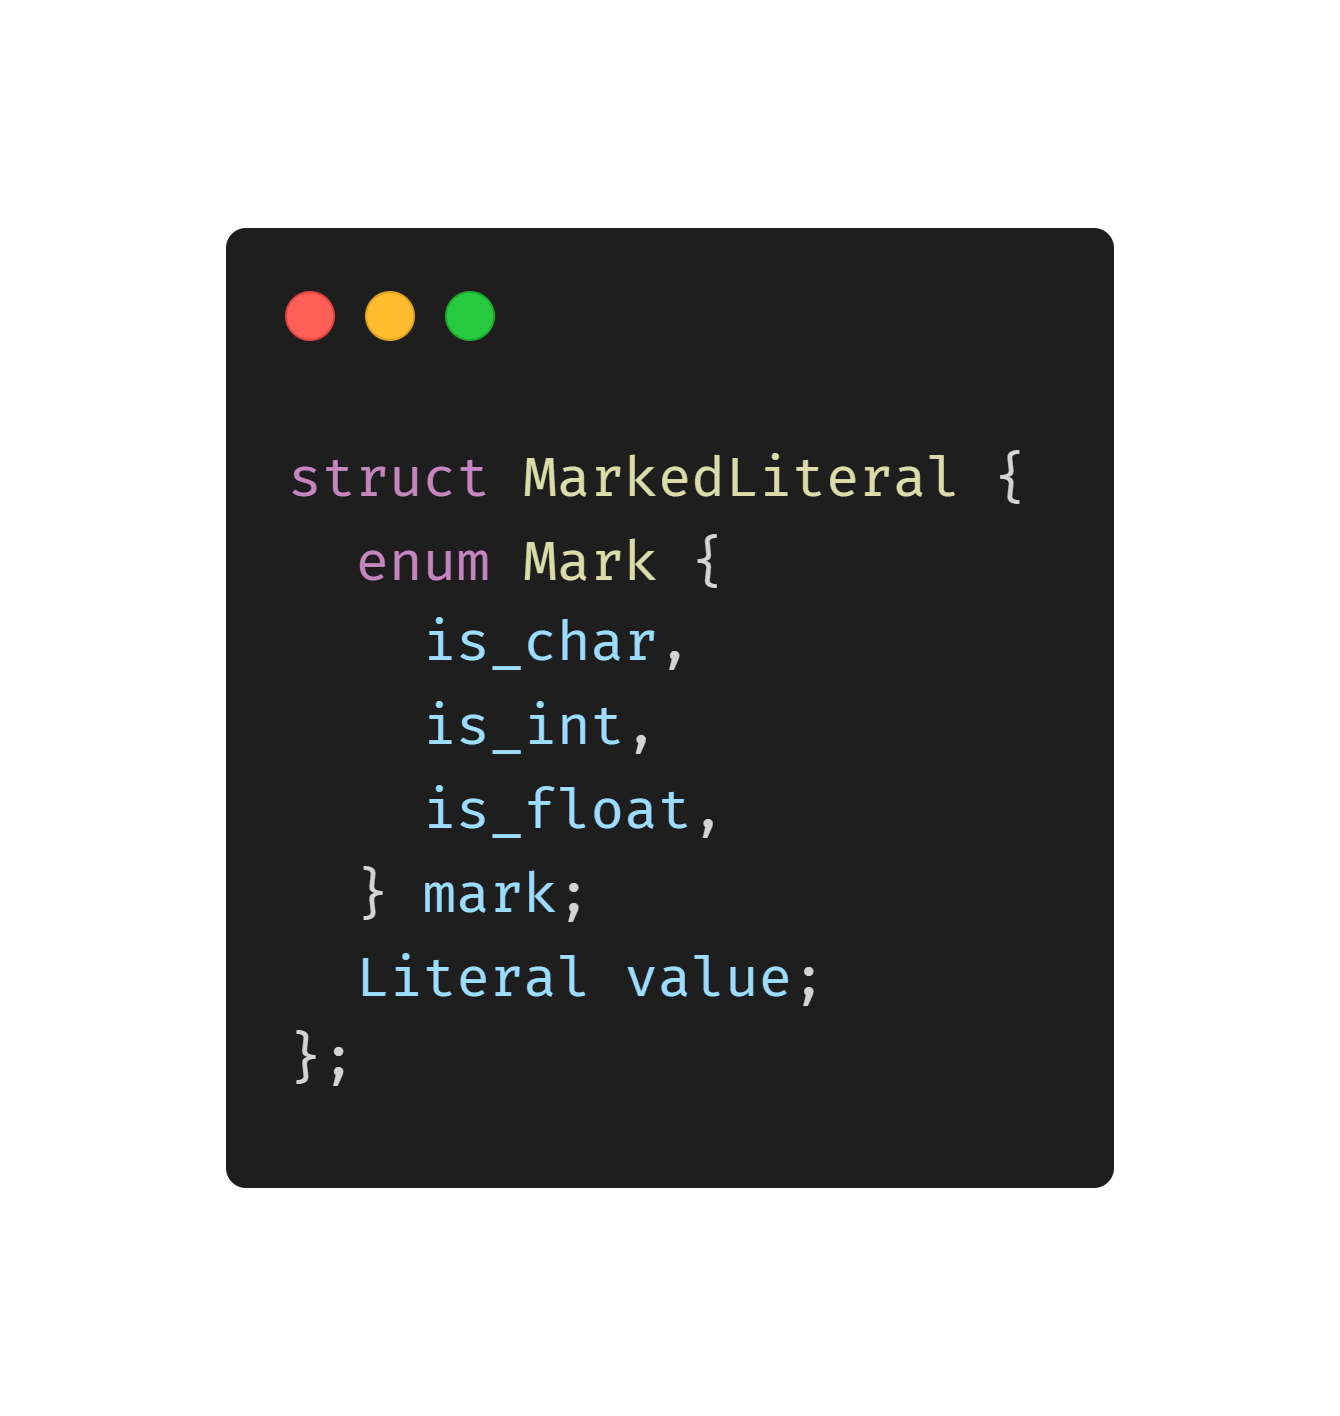 struct MarkedLiteral {
  enum Mark {
    is_char,
    is_int,
    is_float,
  } mark;
  Literal value;
};